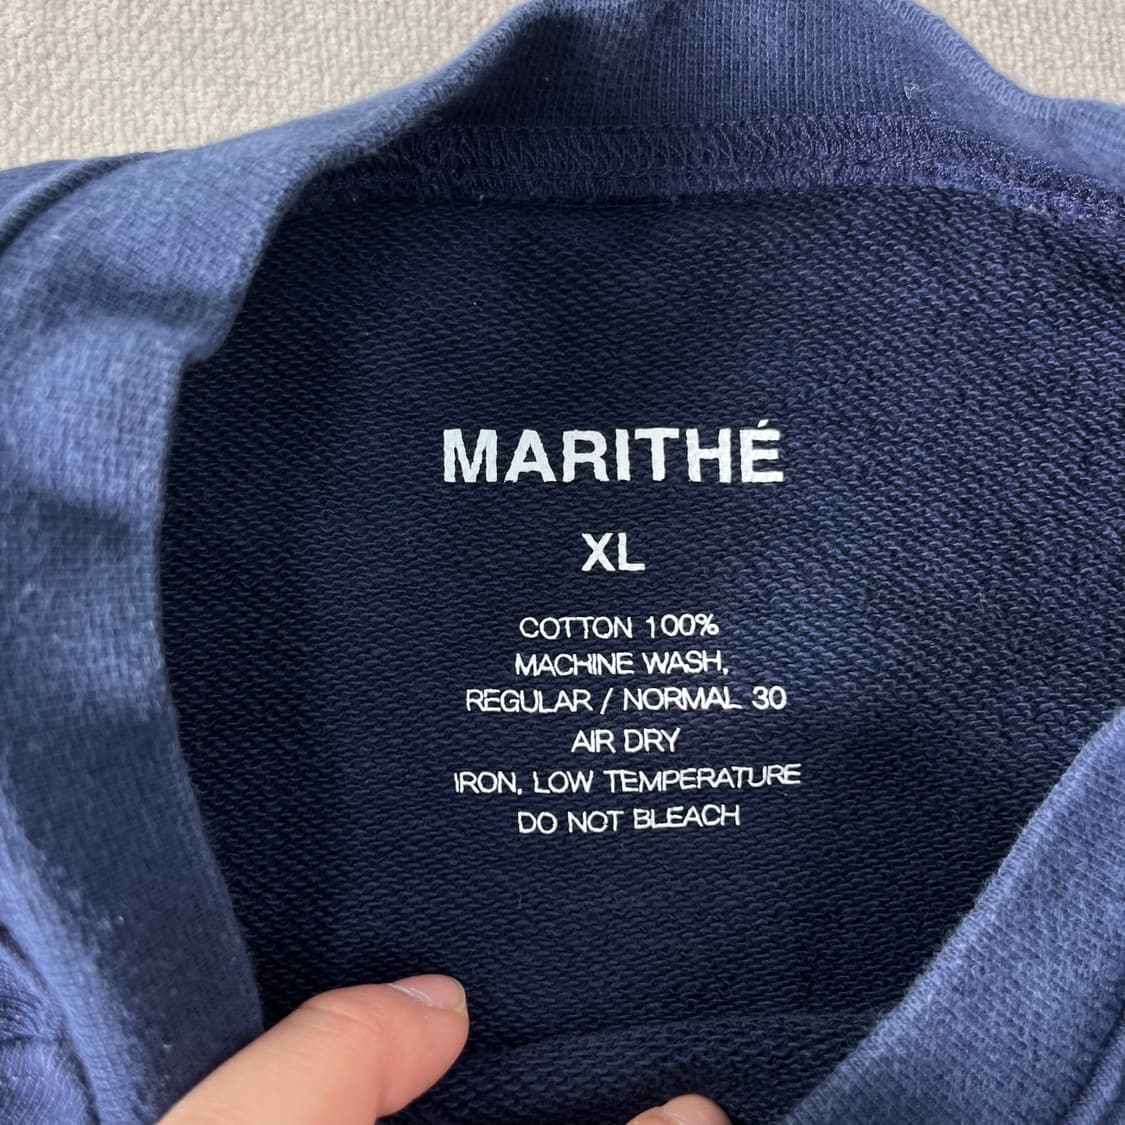 MARITHÉ
XL
COTTON 100%
MACHINE WASH,
REGULAR / NORMAL 30
AIR DRY
IRON, LOW TEMPERATURE
DO NOT BLEACH